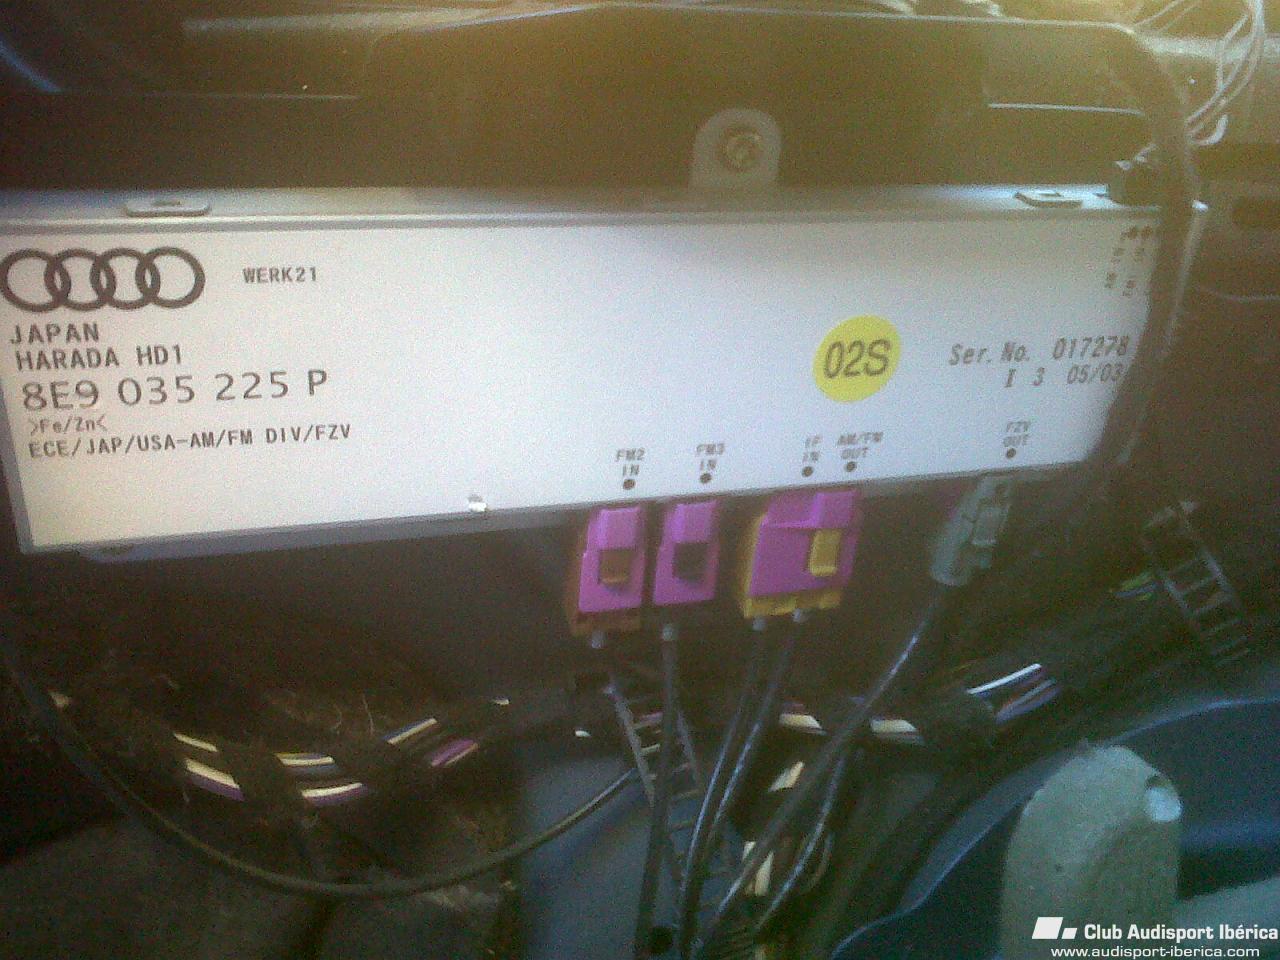 WERK21
JAPAN
HARADA HD1
8E9 035 225 P
>Fe/Zn<
ECE/JAP/USA-AM/FM DIV/FZV
02S
Ser. No. 017278
I 3 05/03
FM2
IN
FM3
IN
IF
IN
AM/FM
OUT
FZV
OUT
AM IN
Club Audisport Ibérica
www.audisport-iberica.com